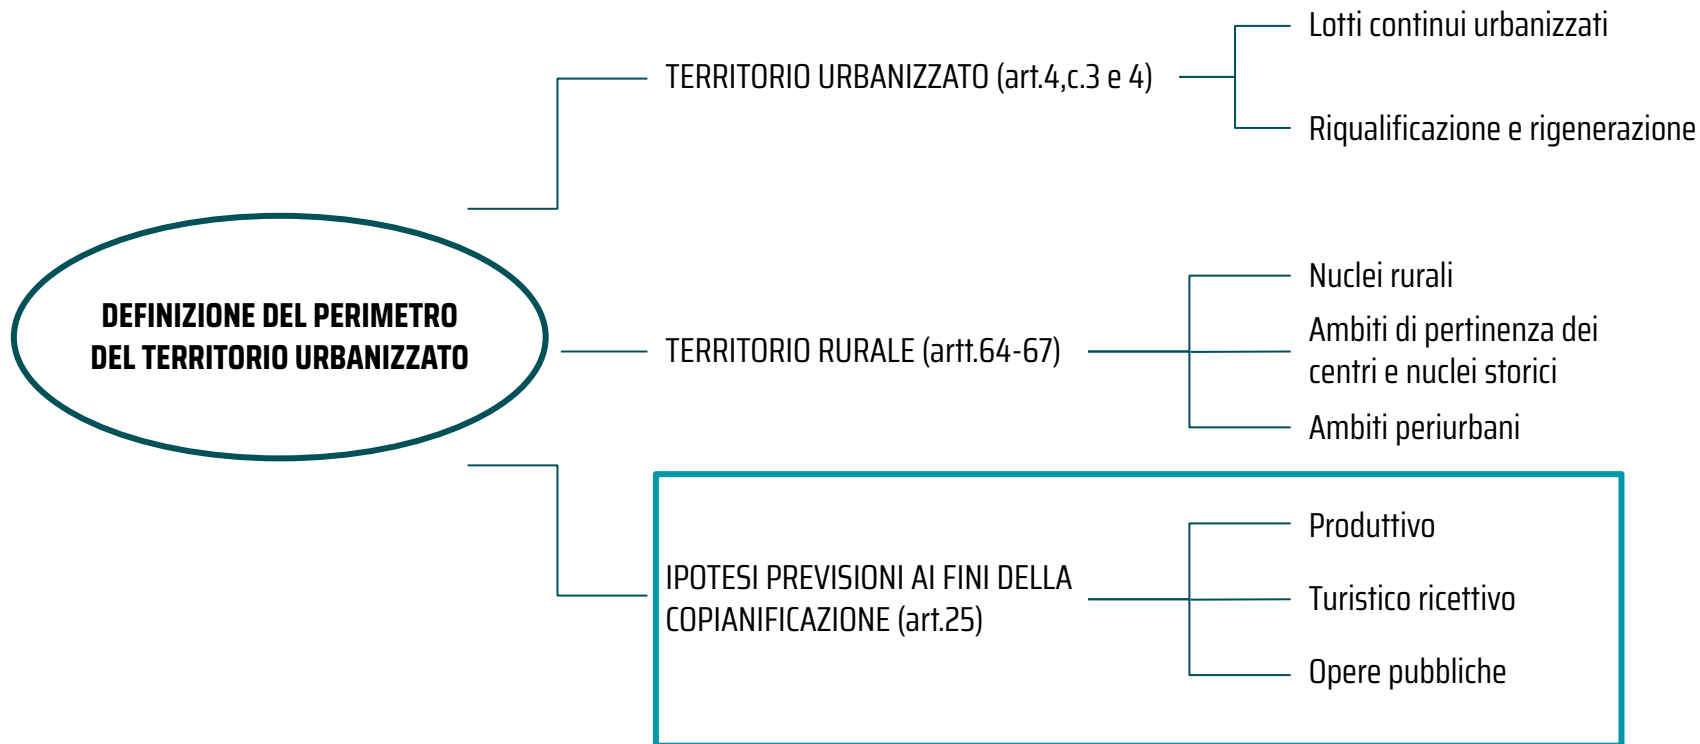 DEFINIZIONE DEL PERIMETRO
DEL TERRITORIO URBANIZZATO
TERRITORIO URBANIZZATO (art.4,c.3 e 4)
Lotti continui urbanizzati
Riqualificazione e rigenerazione
TERRITORIO RURALE (artt.64-67)
Nuclei rurali
Ambiti di pertinenza dei
centri e nuclei storici
Ambiti periurbani
IPOTESI PREVISIONI AI FINI DELLA
COPIANIFICAZIONE (art.25)
Produttivo
Turistico ricettivo
Opere pubbliche